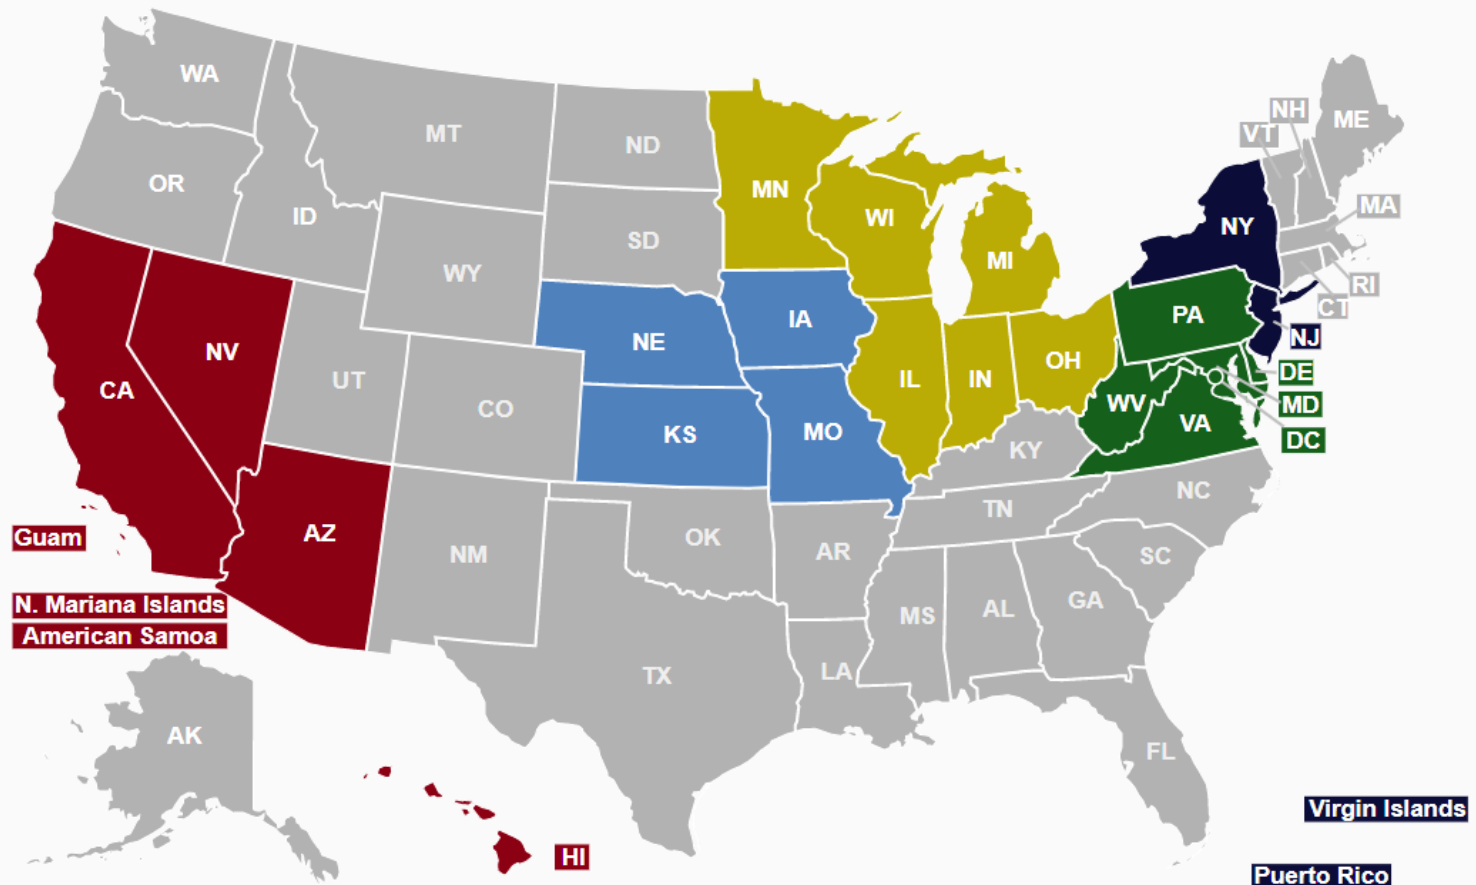 WA
MT
ND
MN
OR
ID
SD
WI
MI
NH
VT
ME
MA
NY
RI
CT
WY
NV
CA
UT
CO
NE
IA
IL
IN
OH
PA
NJ
DE
MD
DC
WV
VA
KS
MO
KY
AZ
NM
OK
AR
TN
NC
SC
MS
AL
GA
Guam
N. Mariana Islands
American Samoa
TX
LA
FL
AK
HI
Virgin Islands
Puerto Rico